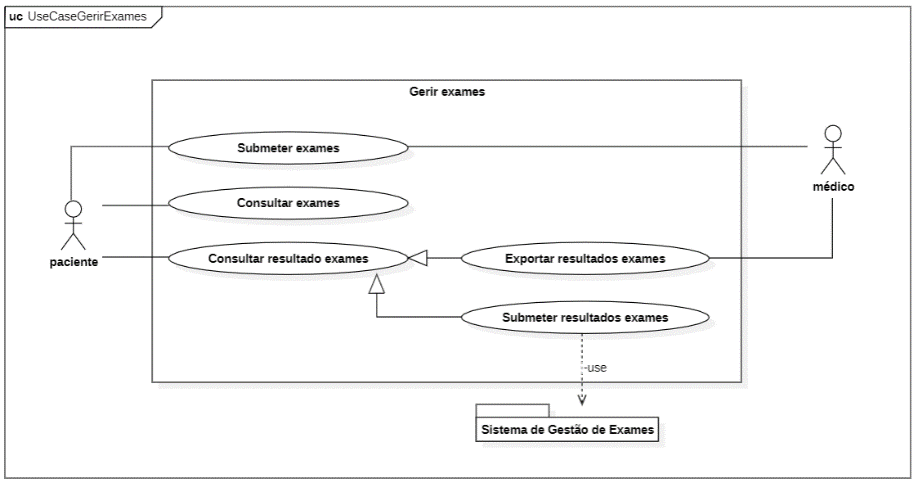 uc UseCaseGerirExames
Gerir exames
Submeter exames
médico
Consultar exames
paciente
Consultar resultado exames
Exportar resultados exames
Submeter resultados exames
-use
Sistema de Gestão de Exames